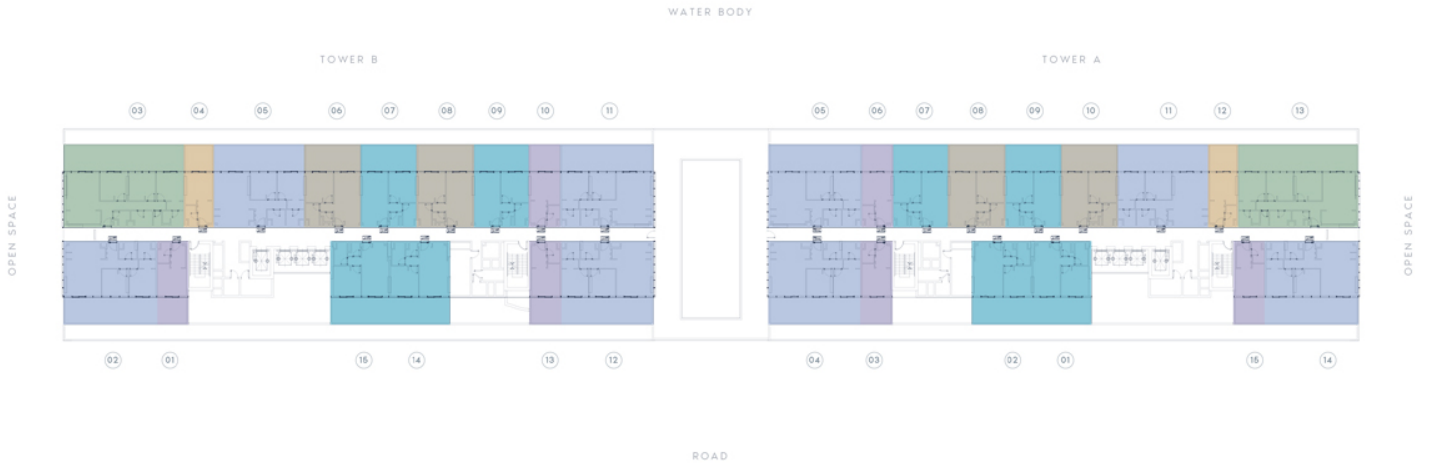 WATER BODY
TOWER B
TOWER A
03 04 05 06 07 08 09 10 11
05 06 07 08 09 10 11 12 13
OPEN SPACE
OPEN SPACE
02 01 15 14 13 12
04 03 02 01 15 14
ROAD